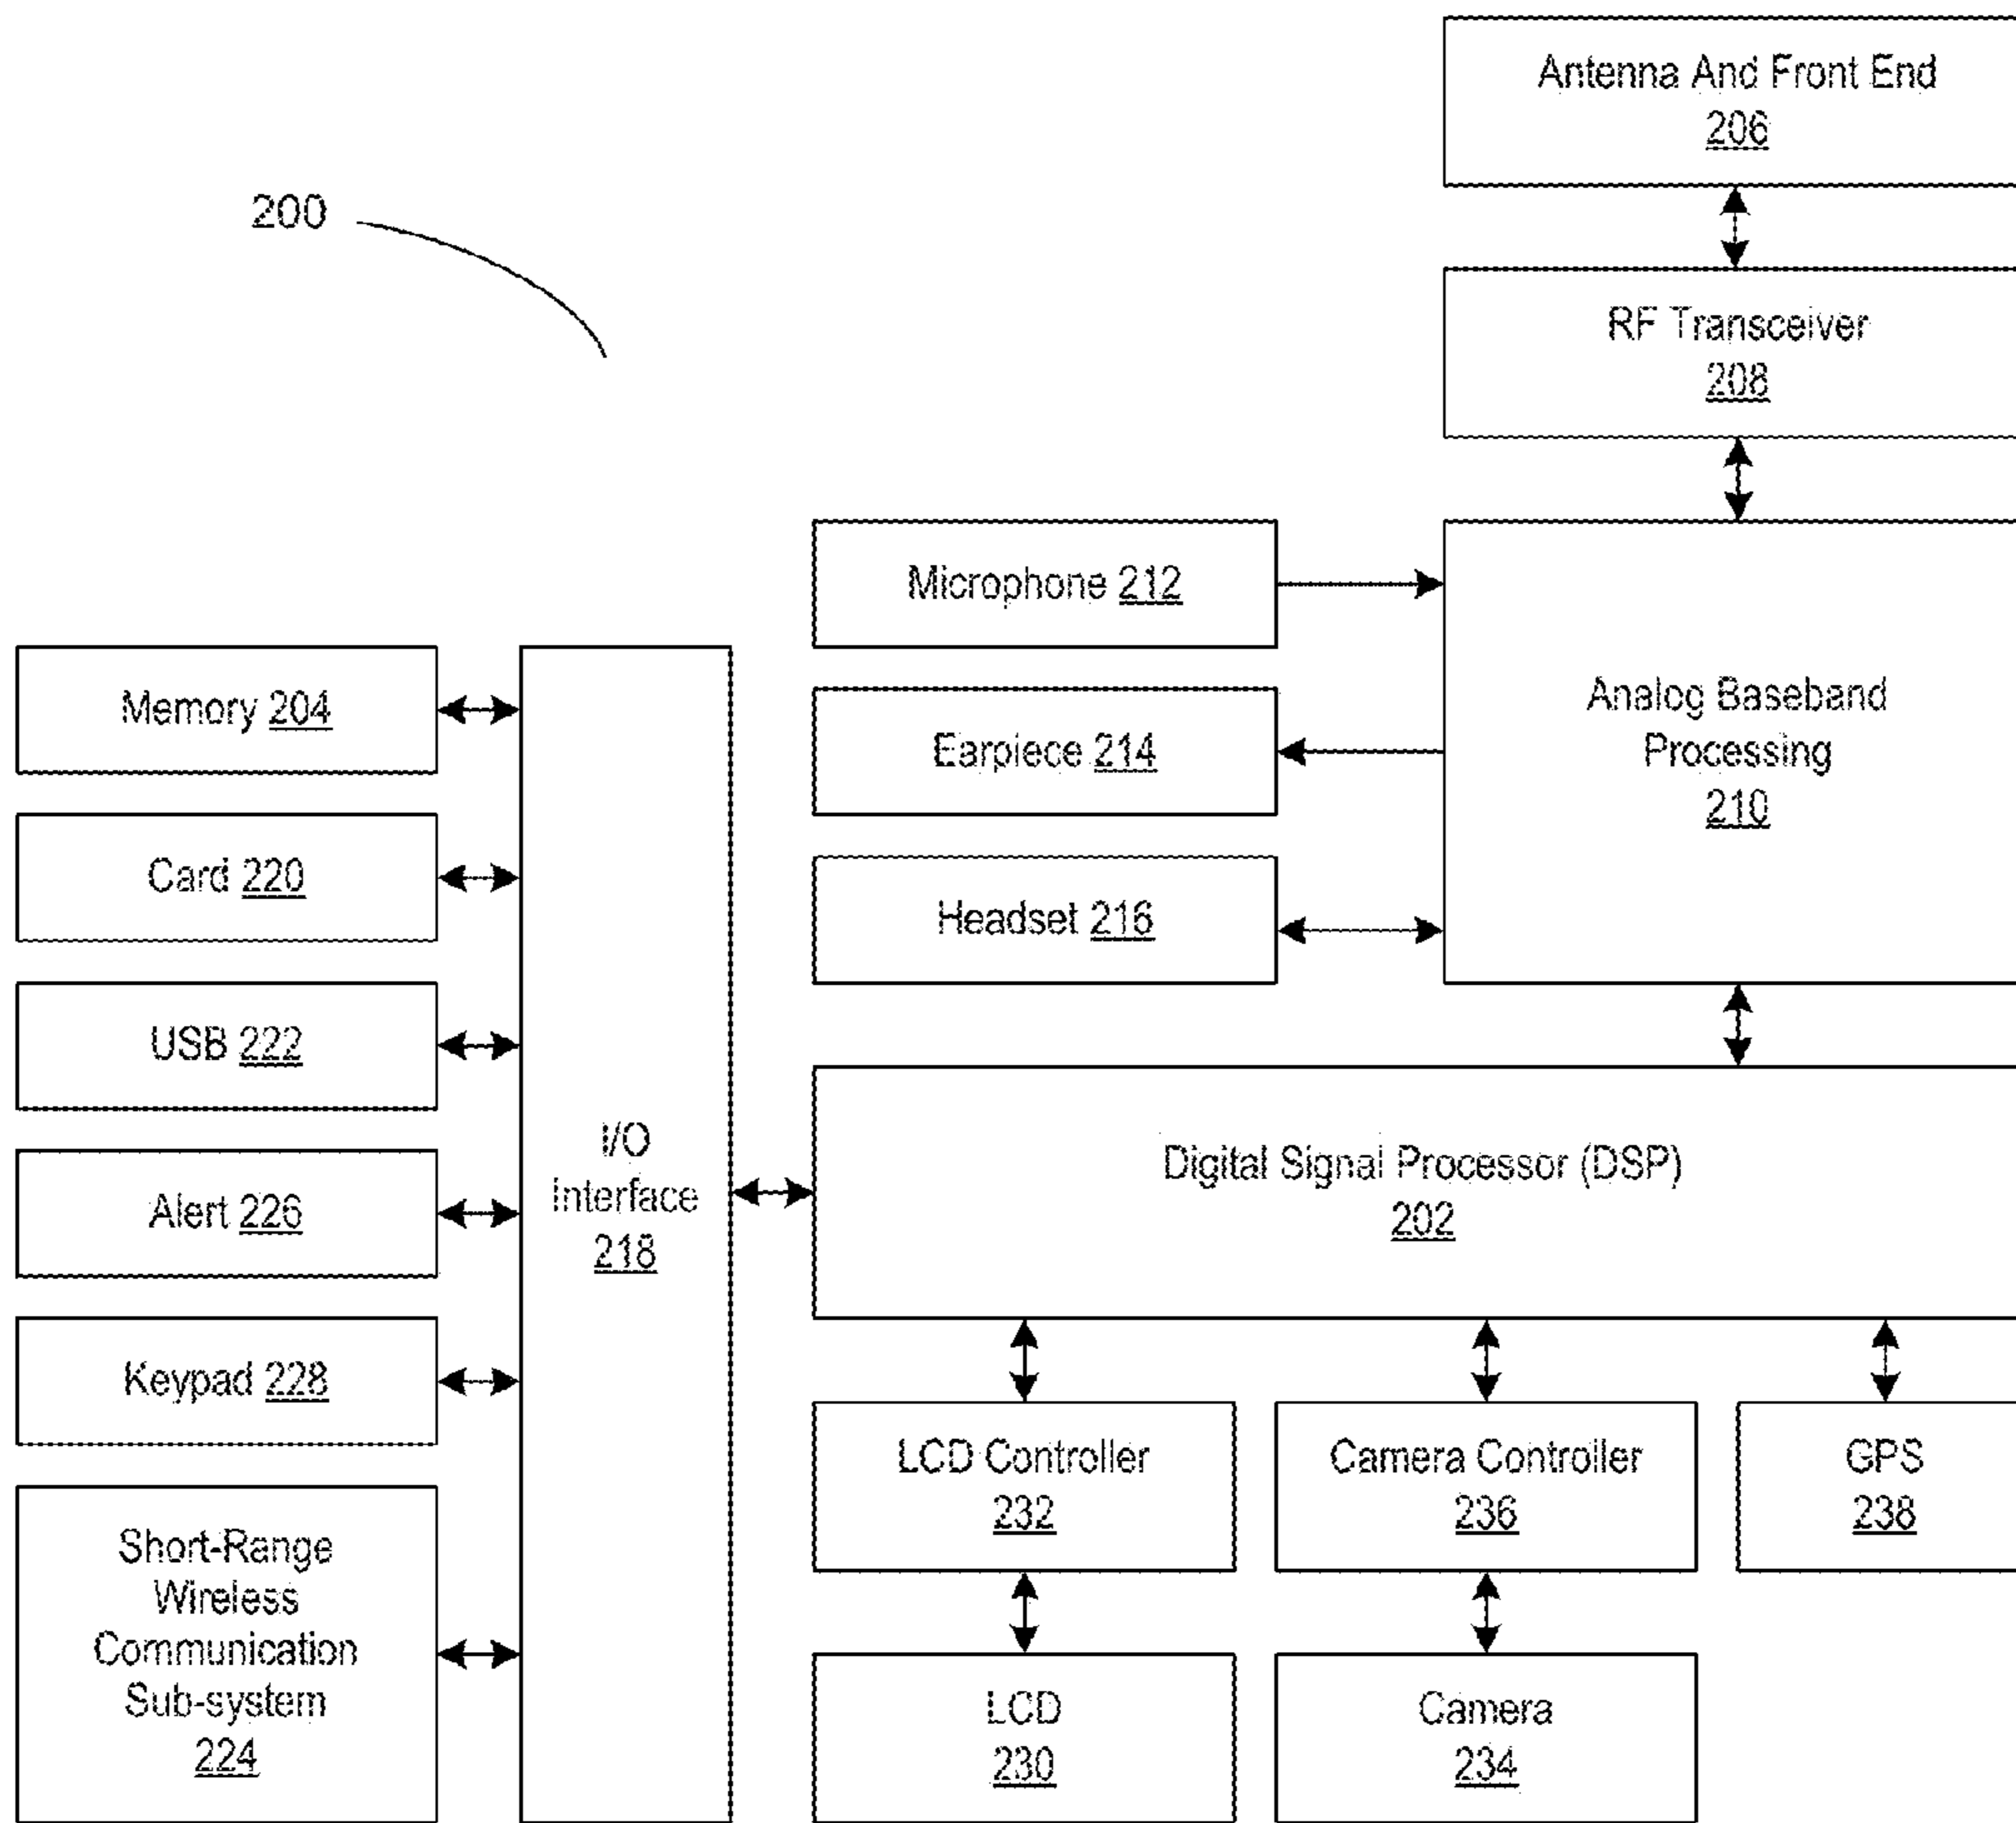 Antenna And Front End
206
200
RF Transceiver
208
Microphone 212
Memory 204
Earpiece 214
Analog Baseband
Processing
210
Card 220
Headset 216
USB 222
Alert 226
I/O
Interface
218
Digital Signal Processor (DSP)
202
Keypad 228
LCD Controller
232
Camera Controller
236
GPS
238
Short-Range
Wireless
Communication
Sub-system
224
LCD
230
Camera
234